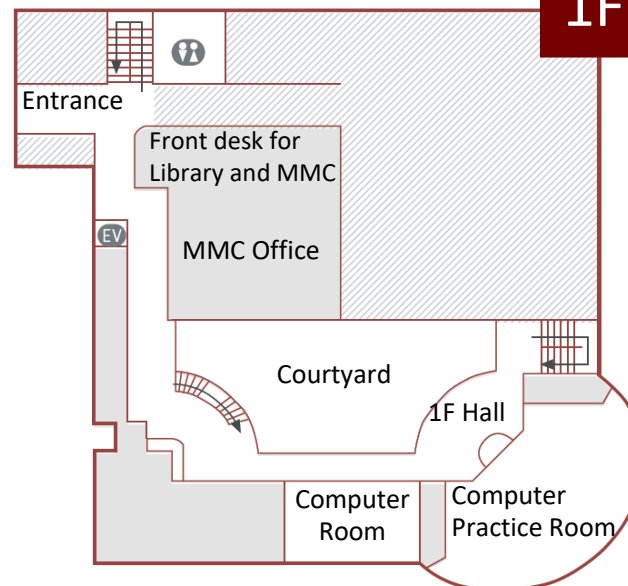 1F
Entrance
Front desk for
Library and MMC
EV
MMC Office
Courtyard
1F Hall
Computer
Room
Computer
Practice Room